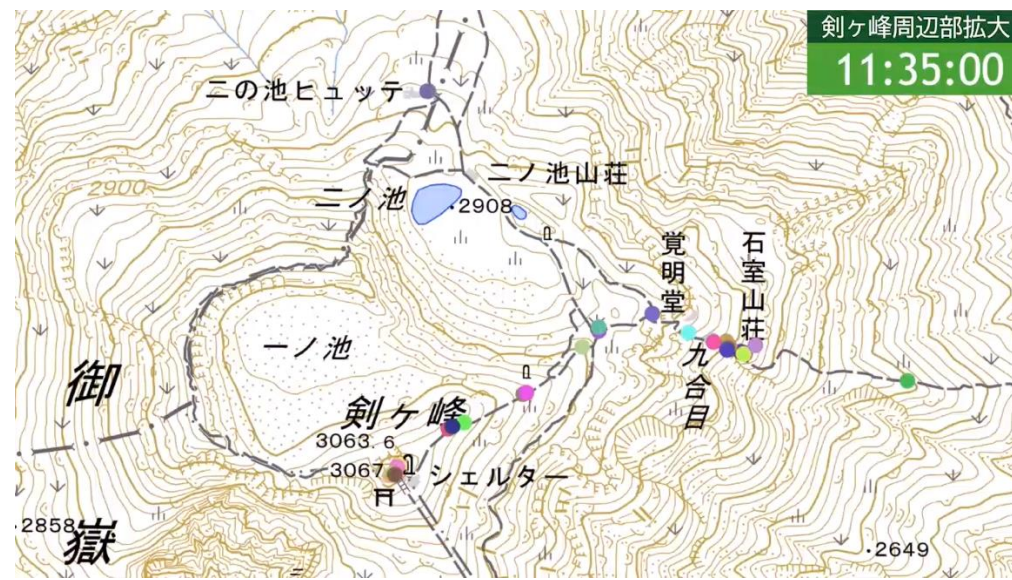 剣ヶ峰周辺部拡大
11:35:00
二の池ヒュッテ
二ノ池山荘
2900
二ノ池
・2908
覚明堂
石室山荘
一ノ池
九合目
御嶽
剣ヶ峰
3063.6
3067
シェルター
・2858
・2649